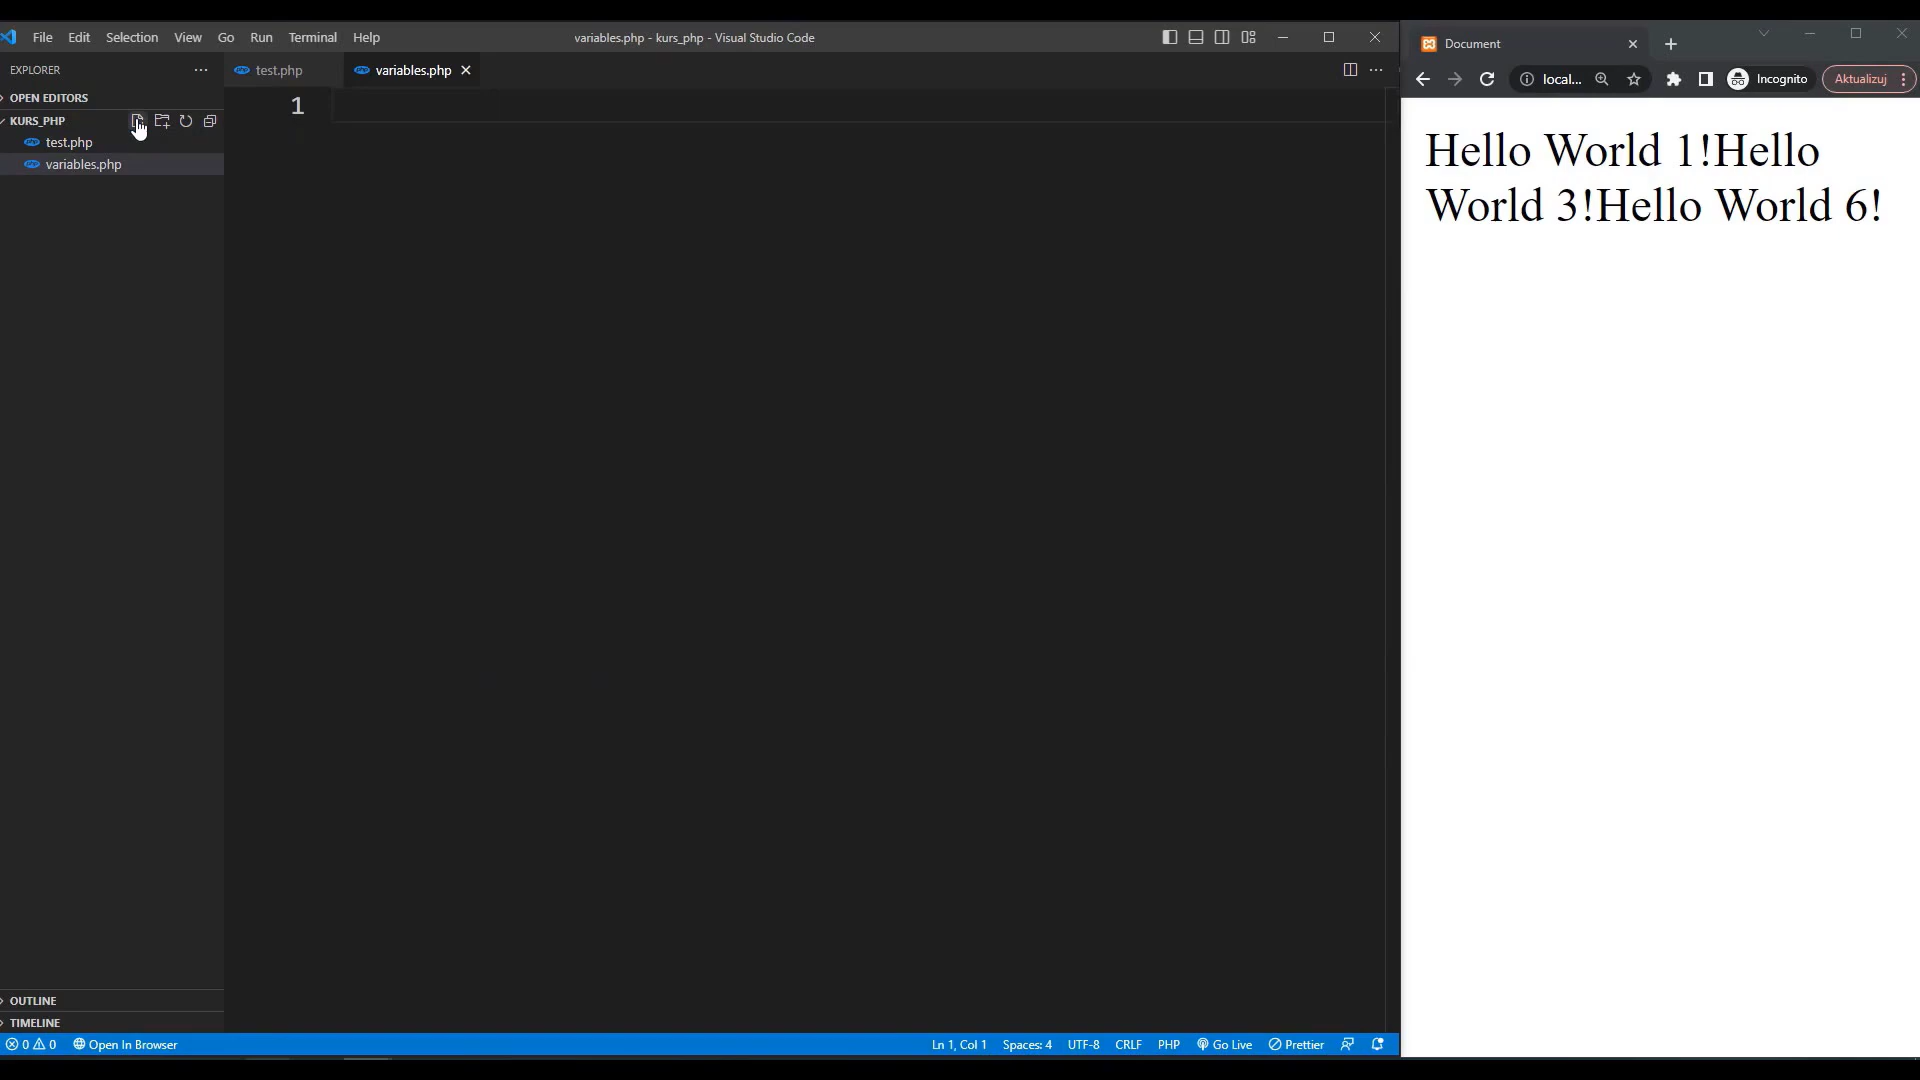 File Edit Selection View Go Run Terminal Help
variables.php - kurs_php - Visual Studio Code
EXPLORER
OPEN EDITORS
KURS_PHP
test.php
variables.php
OUTLINE
TIMELINE
test.php
variables.php
1
0 0 Open In Browser
Ln 1, Col 1 Spaces: 4 UTF-8 CRLF PHP Go Live Prettier
Document
local... Incognito Aktualizuj
Hello World 1!Hello
World 3!Hello World 6!